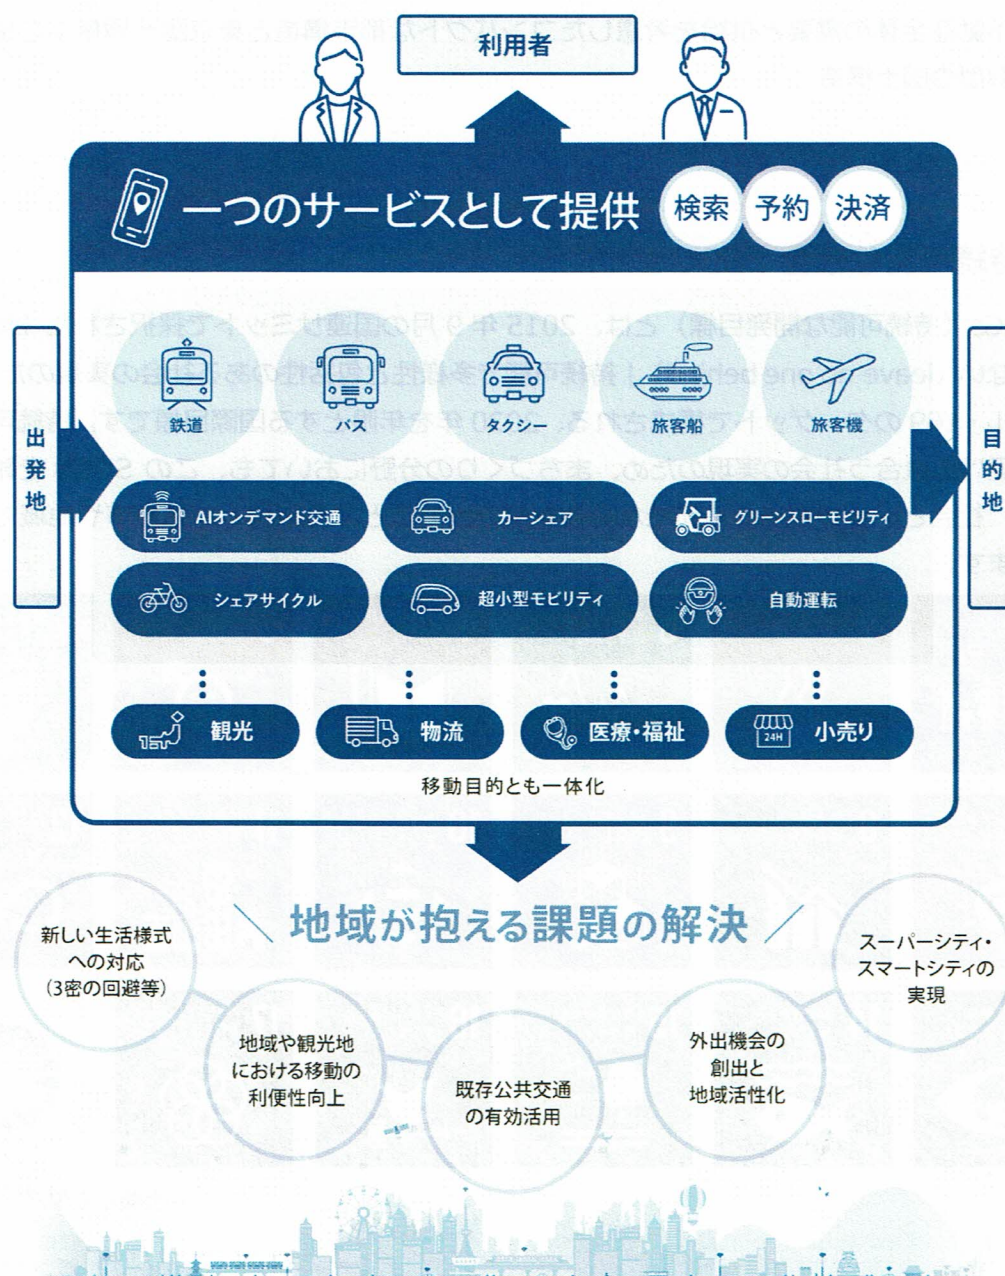 利用者
一つのサービスとして提供 検索 予約 決済
出発地
鉄道
バス
タクシー
旅客船
旅客機
目的地
AIオンデマンド交通
カーシェア
グリーンスローモビリティ
シェアサイクル
超小型モビリティ
自動運転
観光
物流
医療・福祉
24H
小売り
移動目的とも一体化
地域が抱える課題の解決
新しい生活様式
への対応
(3密の回避等)
地域や観光地
における移動の
利便性向上
既存公共交通
の有効活用
外出機会の
創出と
地域活性化
スーパーシティ・
スマートシティの
実現